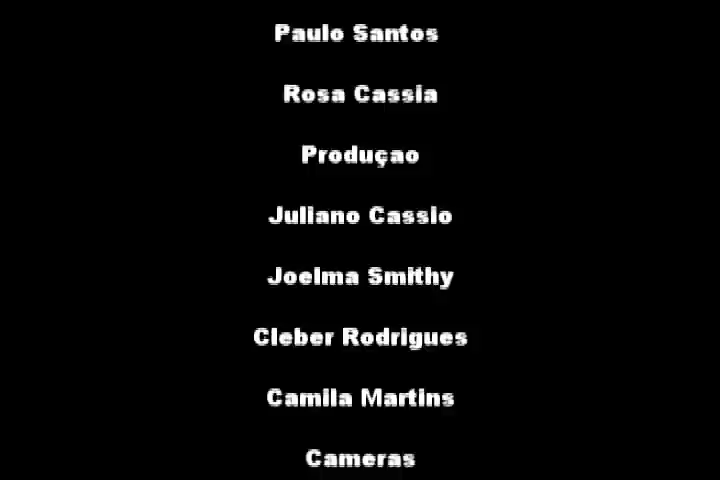 Paulo Santos
Rosa Cassia
Produçao
Juliano Cassio
Joelma Smithy
Cleber Rodrigues
Camila Martins
Cameras